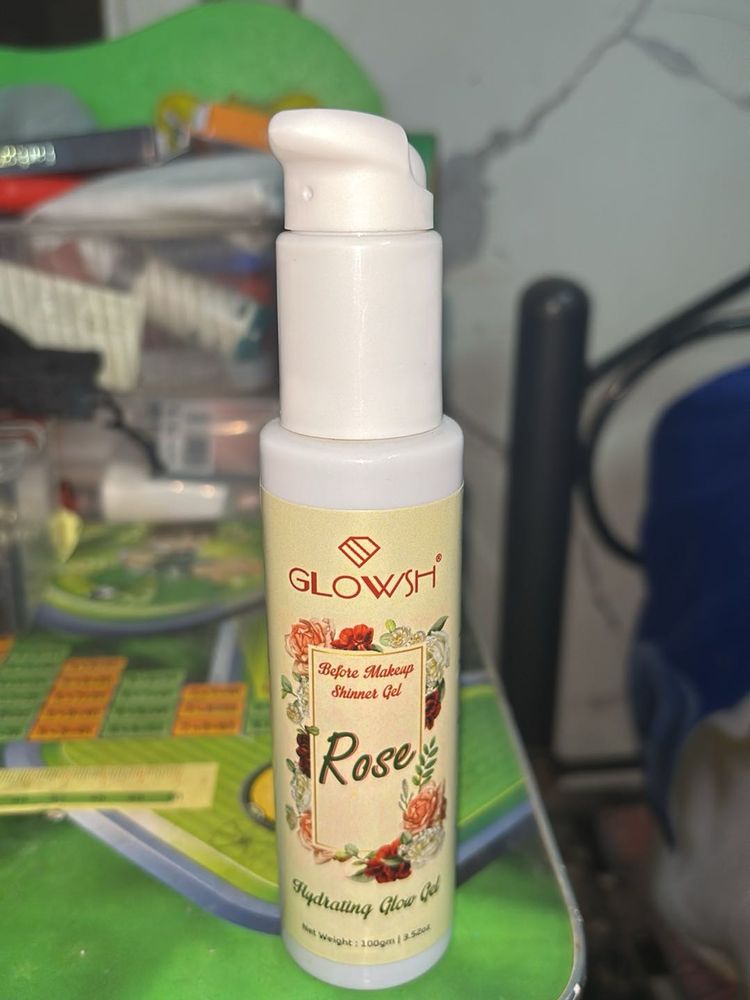 GLOWSH®
Before Makeup
Shinner Gel
Rose
Hydrating Glow Gel
Net Weight : 100gm | 3.52oz